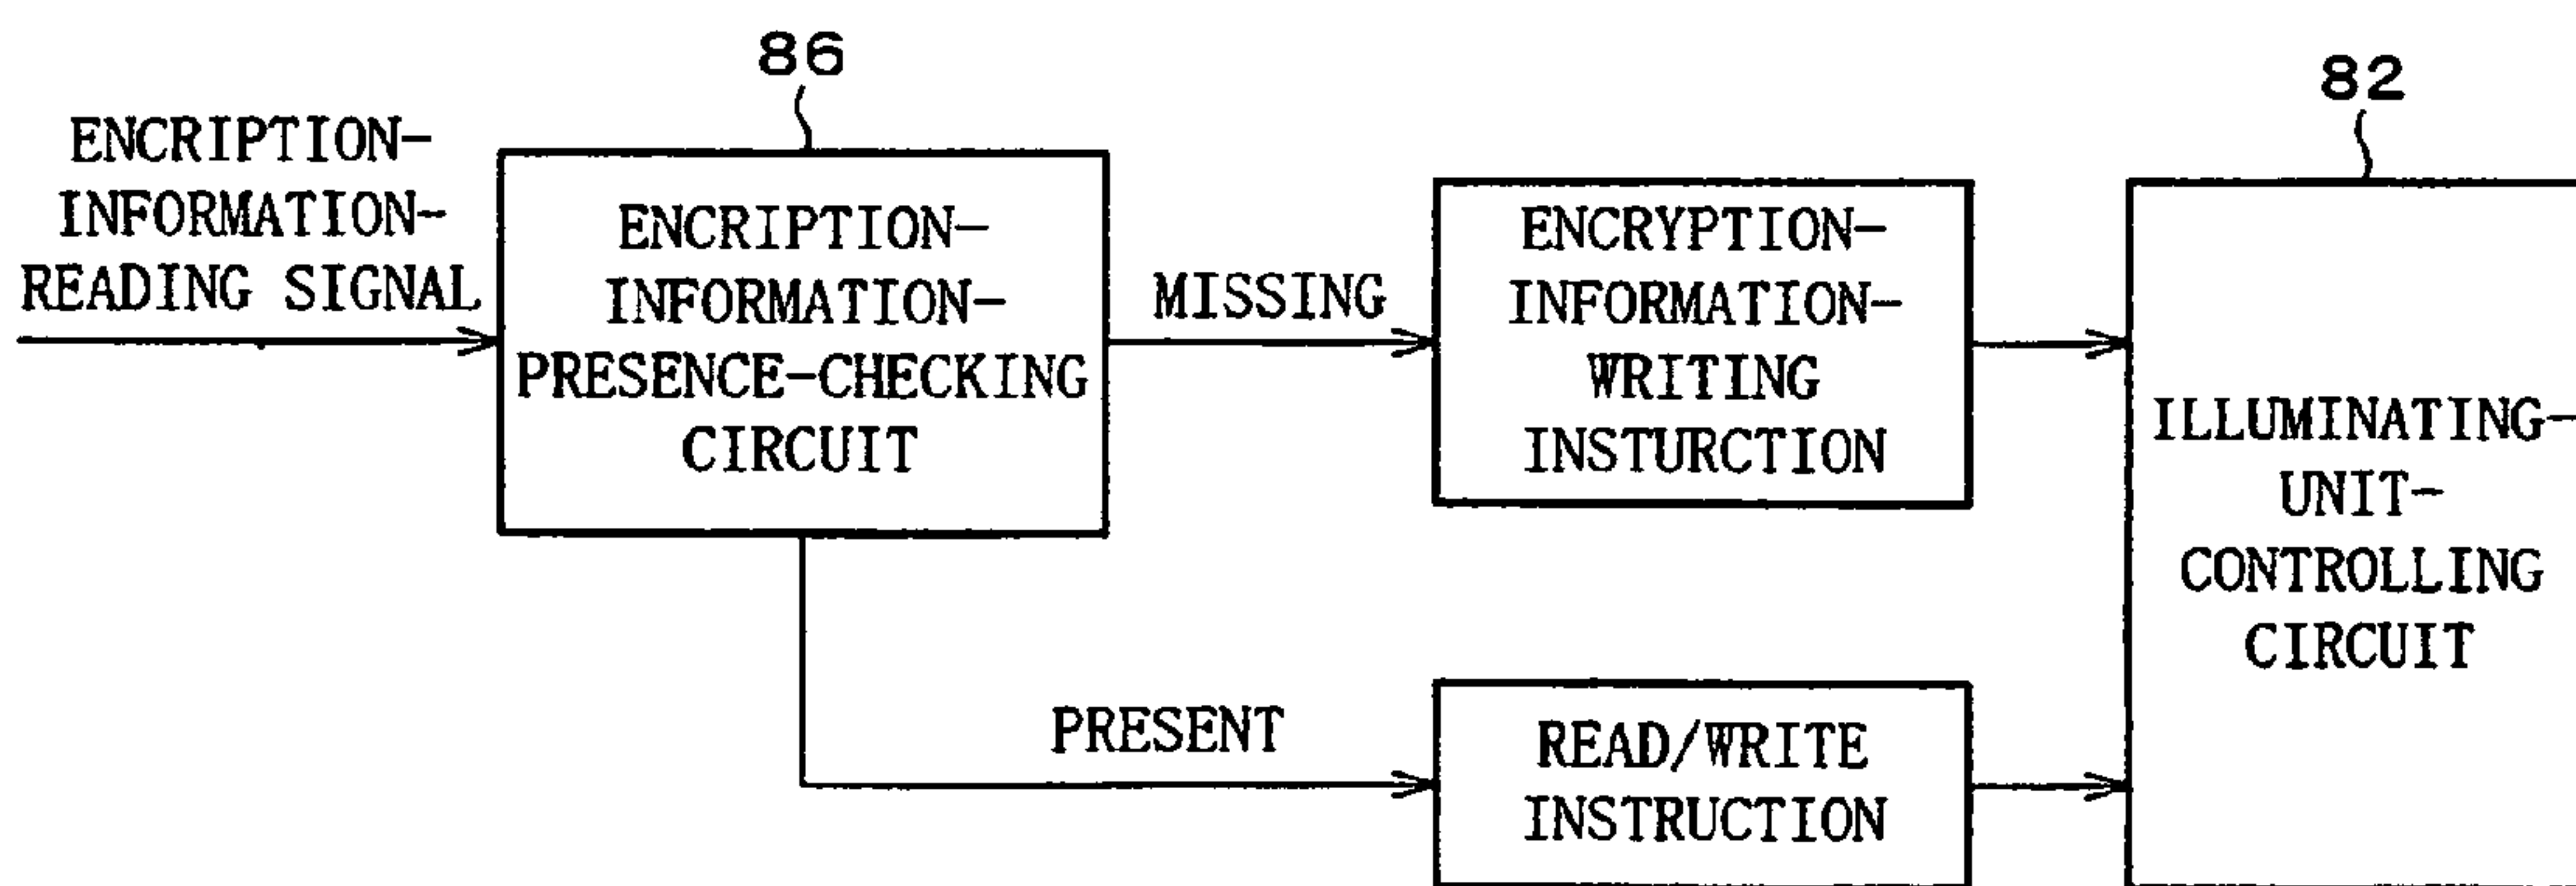 86
82
ENCRIPTION-
INFORMATION-
READING SIGNAL
ENCRIPTION-
INFORMATION-
PRESENCE-CHECKING
CIRCUIT
MISSING
ENCRYPTION-
INFORMATION-
WRITING
INSTURCTION
ILLUMINATING-
UNIT-
CONTROLLING
CIRCUIT
PRESENT
READ/WRITE
INSTRUCTION